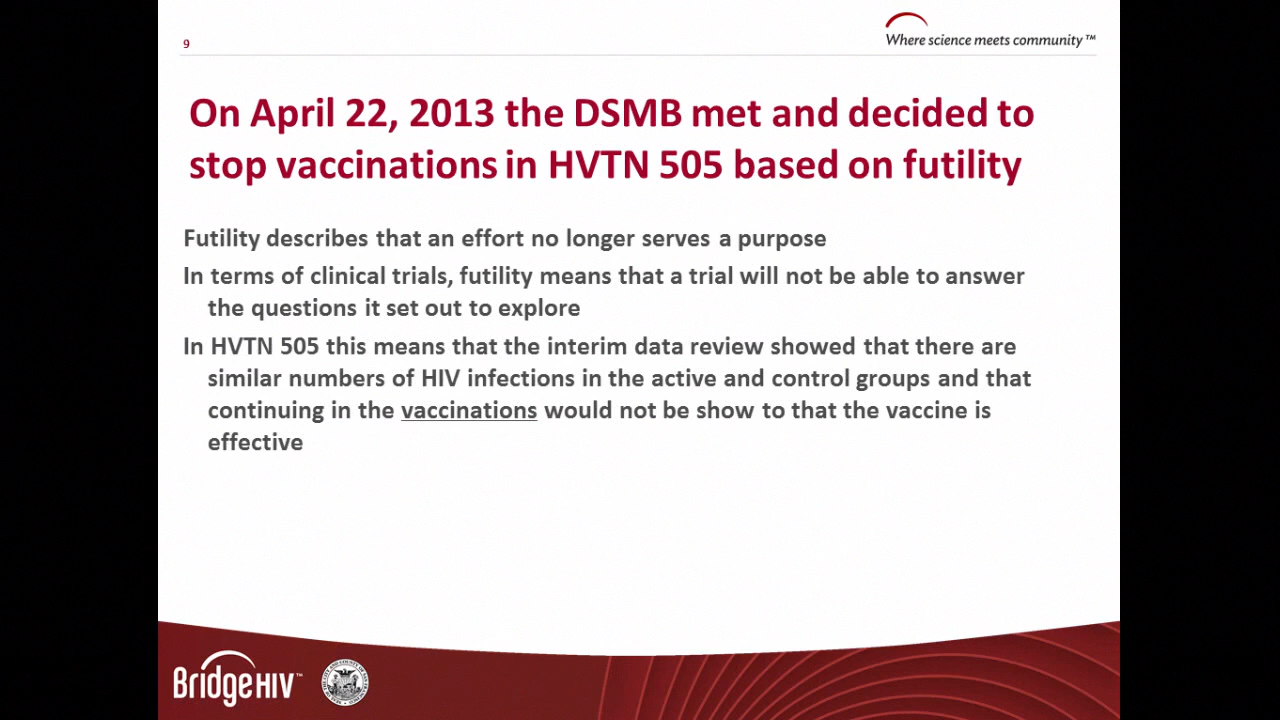 9
Where science meets community™
On April 22, 2013 the DSMB met and decided to
stop vaccinations in HVTN 505 based on futility
Futility describes that an effort no longer serves a purpose
In terms of clinical trials, futility means that a trial will not be able to answer
the questions it set out to explore
In HVTN 505 this means that the interim data review showed that there are
similar numbers of HIV infections in the active and control groups and that
continuing in the vaccinations would not be show to that the vaccine is
effective
BridgeHIV™